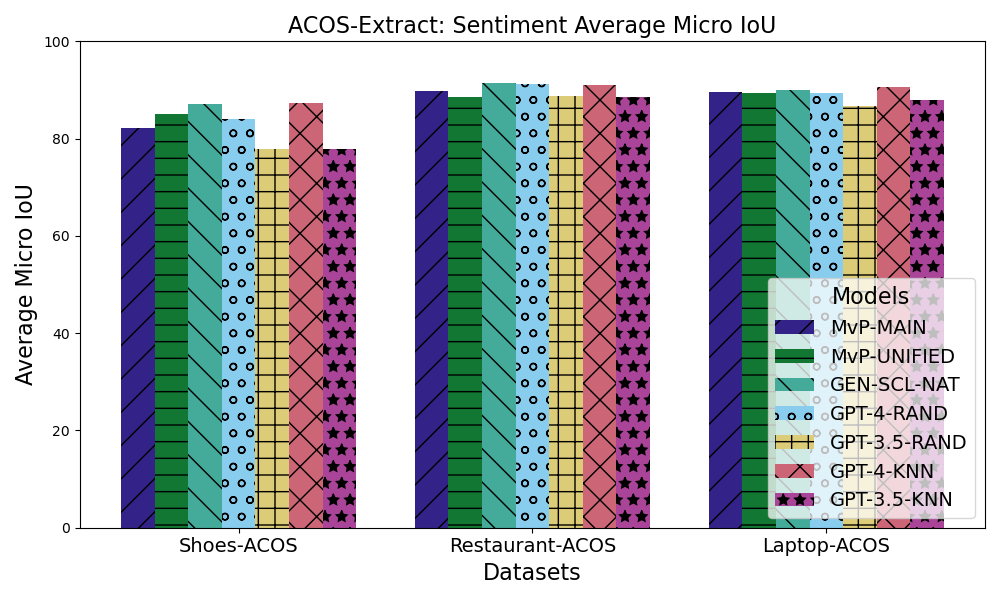 ACOS-Extract: Sentiment Average Micro IoU
Average Micro IoU
100
80
60
40
20
0
Shoes-ACOS
Restaurant-ACOS
Laptop-ACOS
Datasets
Models
MvP-MAIN
MvP-UNIFIED
GEN-SCL-NAT
GPT-4-RAND
GPT-3.5-RAND
GPT-4-KNN
GPT-3.5-KNN